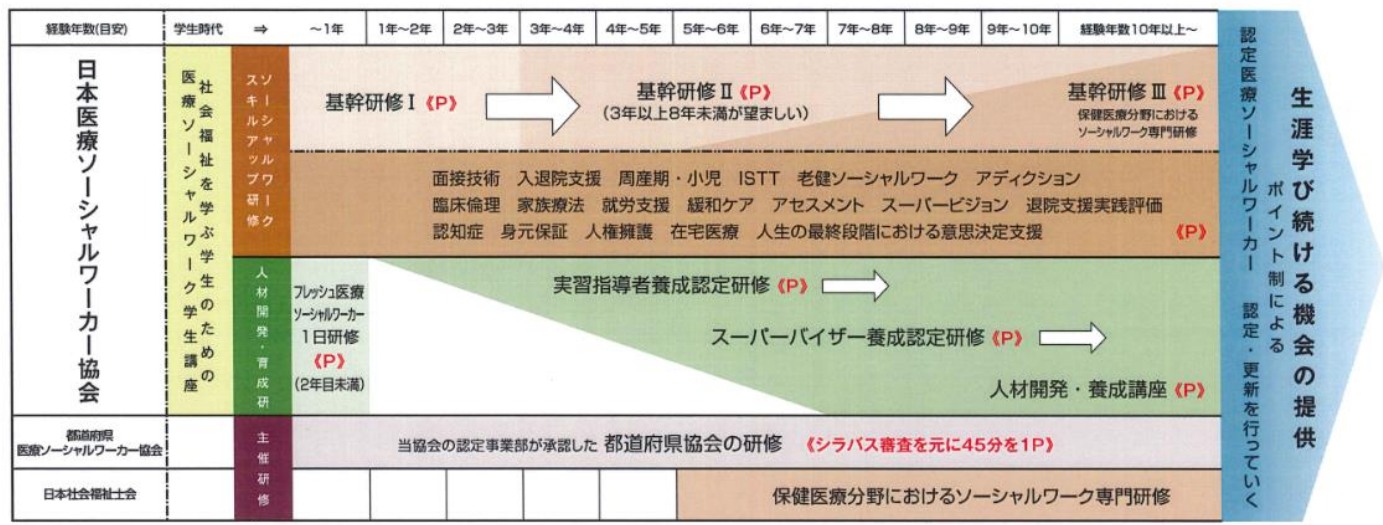 経験年数(目安) 学生時代 ⇒ ～1年 1年～2年 2年～3年 3年～4年 4年～5年 5年～6年 6年～7年 7年～8年 8年～9年 9年～10年 経験年数10年以上～
日本医療ソーシャルワーカー協会
社会福祉を学ぶ学生のための
医療ソーシャルワーク学生講座
ソーシャルワーク
スキルアップ研修
基幹研修Ⅰ《P》
基幹研修Ⅱ《P》
(3年以上8年未満が望ましい)
基幹研修Ⅲ《P》
保健医療分野における
ソーシャルワーク専門研修
面接技術 入退院支援 周産期・小児 ISTT 老健ソーシャルワーク アディクション
臨床倫理 家族療法 就労支援 緩和ケア アセスメント スーパービジョン 退院支援実践評価
認知症 身元保証 人権擁護 在宅医療 人生の最終段階における意思決定支援 《P》
人材開発・育成研
フレッシュ医療
ソーシャルワーカー
1日研修
《P》
(2年目未満)
実習指導者養成認定研修《P》
スーパーバイザー養成認定研修《P》
人材開発・養成講座《P》
都道府県
医療ソーシャルワーカー協会
主催研修
当協会の認定事業部が承認した 都道府県協会の研修 《シラバス審査を元に45分を1P》
日本社会福祉士会
保健医療分野におけるソーシャルワーク専門研修
生涯学び続ける機会の提供
ポイント制による
認定医療ソーシャルワーカー 認定・更新を行っていく